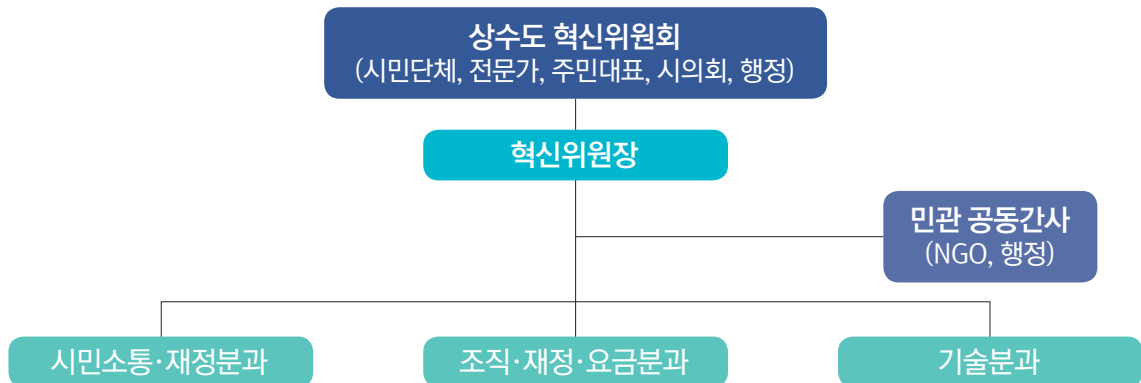 상수도 혁신위원회
(시민단체, 전문가, 주민대표, 시의회, 행정)
혁신위원장
민관 공동간사
(NGO, 행정)
시민소통·재정분과
조직·재정·요금분과
기술분과